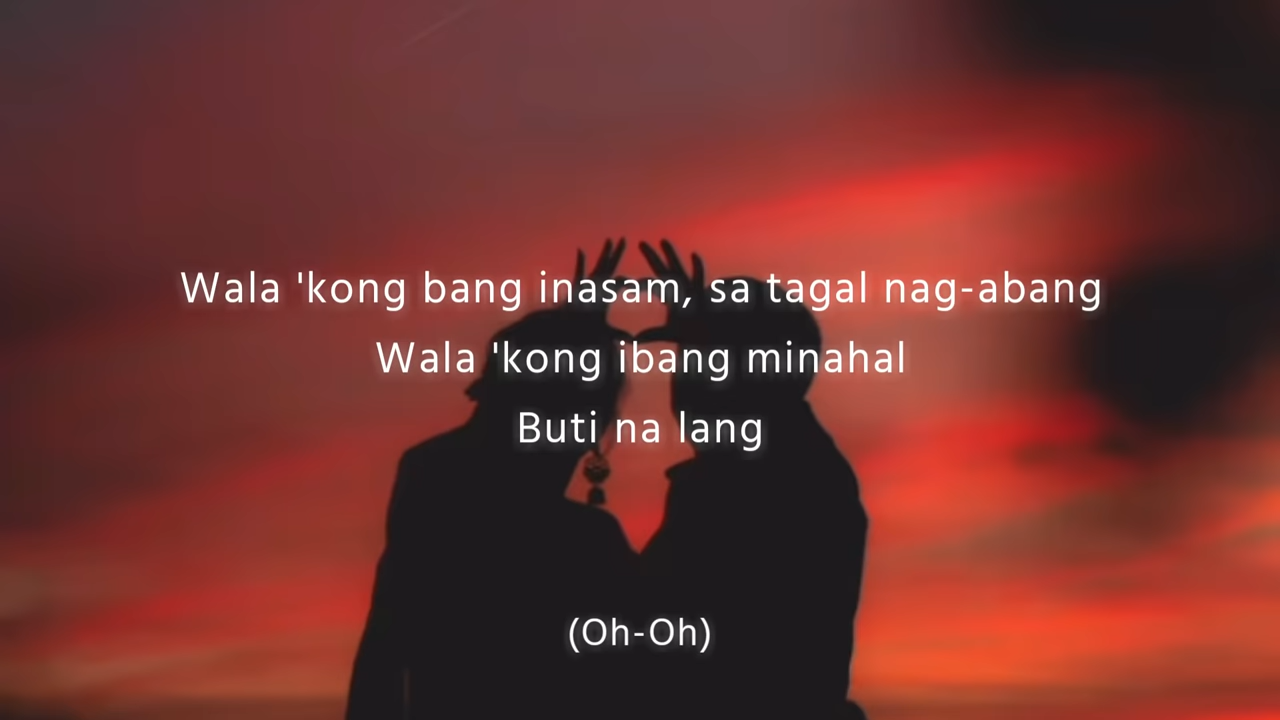 Wala 'kong bang inasam, sa tagal nag-abang
Wala 'kong ibang minahal
Buti na lang
(Oh-Oh)